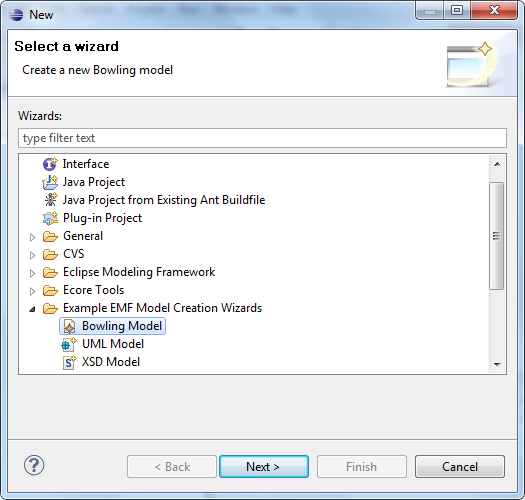 New
Select a wizard
Create a new Bowling model
Wizards:
type filter text
Interface
Java Project
Java Project from Existing Ant Buildfile
Plug-in Project
General
CVS
Eclipse Modeling Framework
Ecore Tools
Example EMF Model Creation Wizards
Bowling Model
UML Model
XSD Model
< Back Next > Finish Cancel